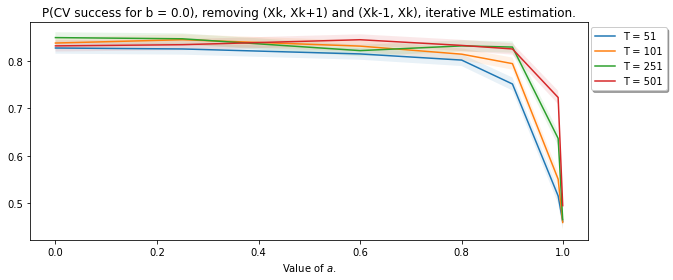 P(CV success for b = 0.0), removing (Xk, Xk+1) and (Xk-1, Xk), iterative MLE estimation.
T = 51
T = 101
T = 251
T = 501
0.8
0.7
0.6
0.5
0.0 0.2 0.4 0.6 0.8 1.0
Value of a.